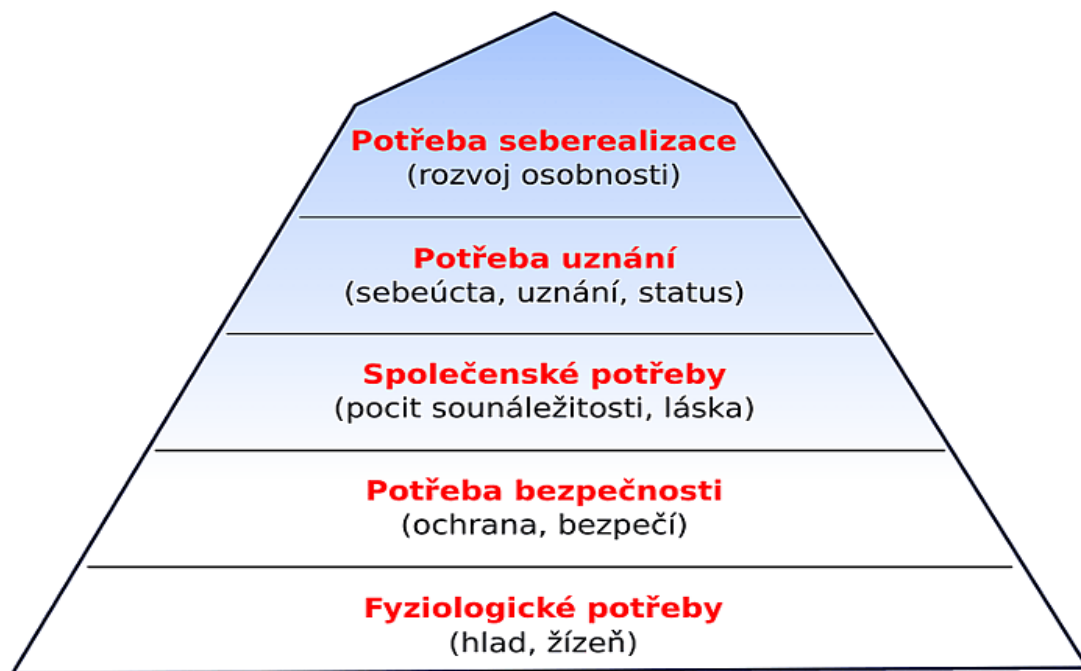 Potřeba seberealizace
(rozvoj osobnosti)
Potřeba uznání
(sebeúcta, uznání, status)
Společenské potřeby
(pocit sounáležitosti, láska)
Potřeba bezpečnosti
(ochrana, bezpečí)
Fyziologické potřeby
(hlad, žízeň)